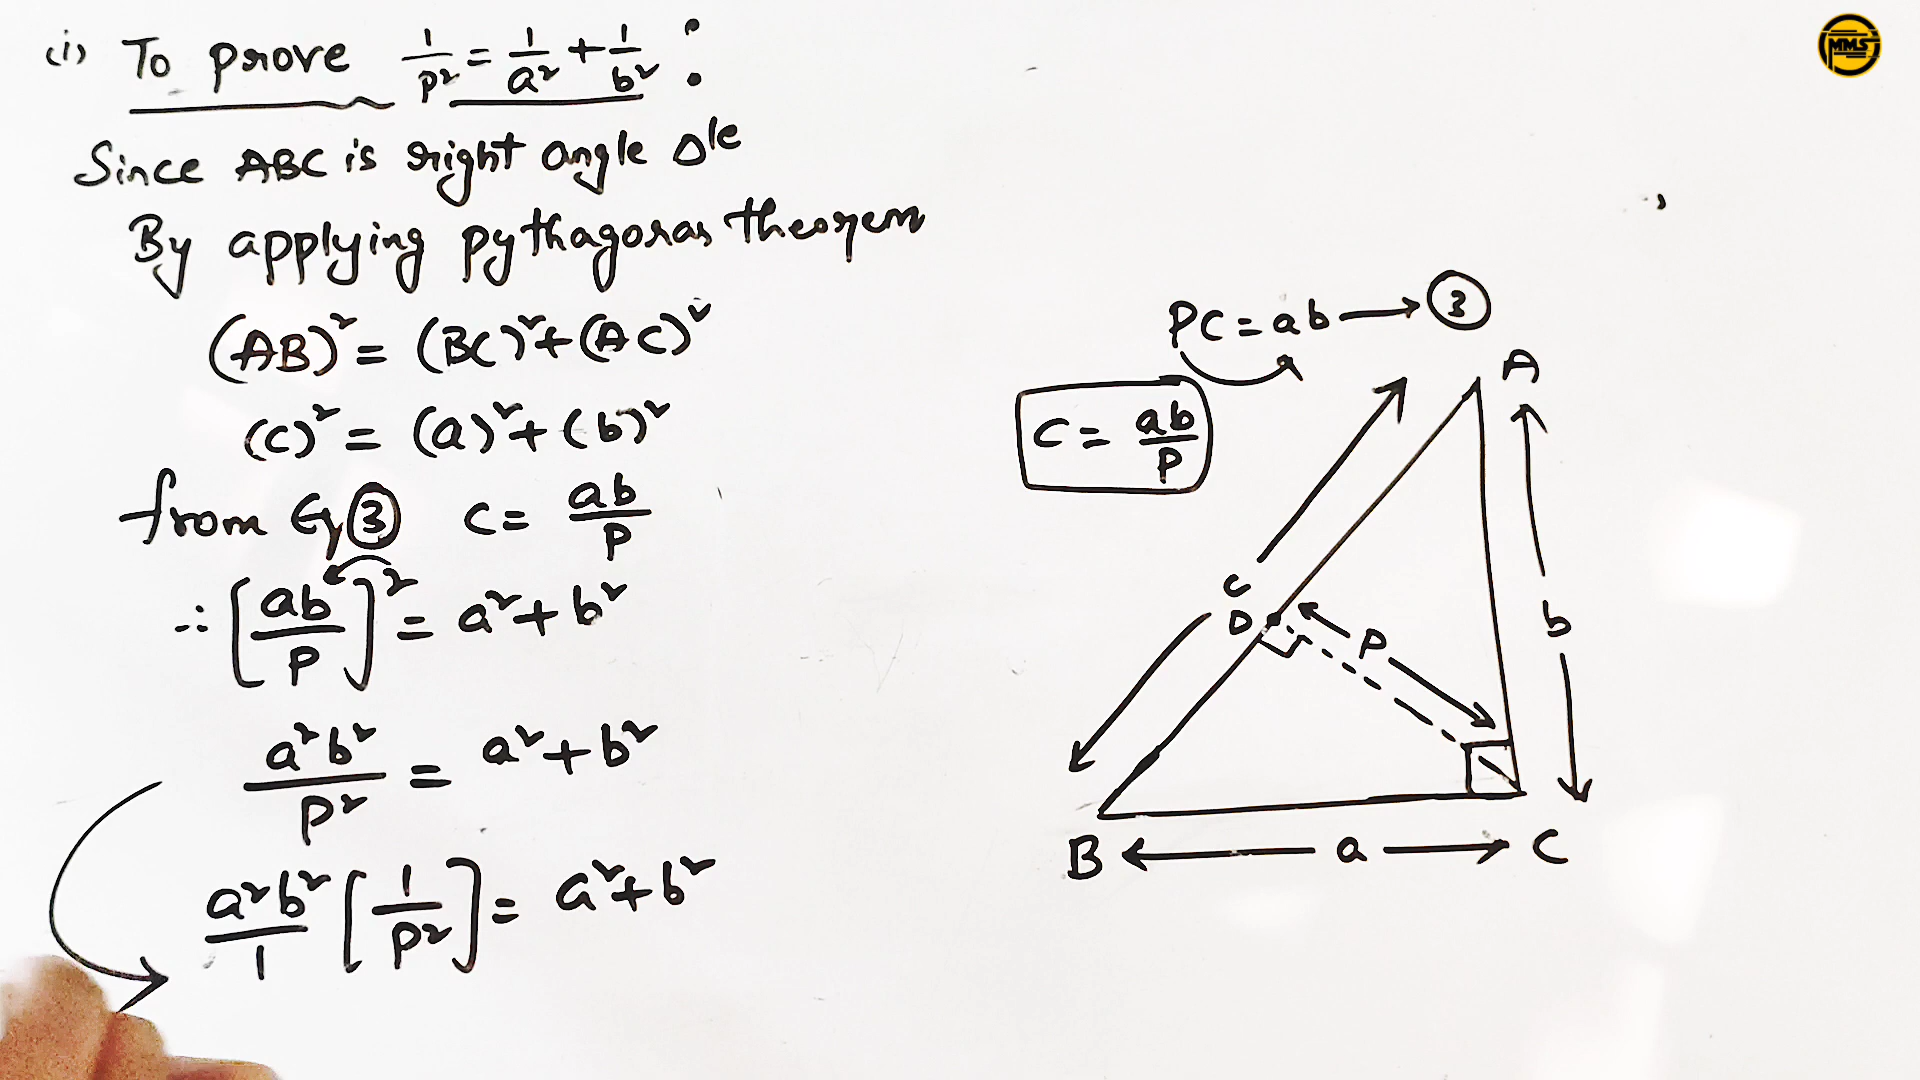 (i) To prove 1/p² = 1/a² + 1/b² :
Since ABC is right angle Δle
By applying pythagoras theorem
(AB)² = (BC)² + (AC)²
(c)² = (a)² + (b)²
from Eq ③ c = ab/p
∴ [ab/p]² = a² + b²
a²b²/p² = a² + b²
a²b²/1 [1/p²] = a² + b²
MMS
PC = ab → ③
C = ab/p
A
c
D
p
b
B
a
C